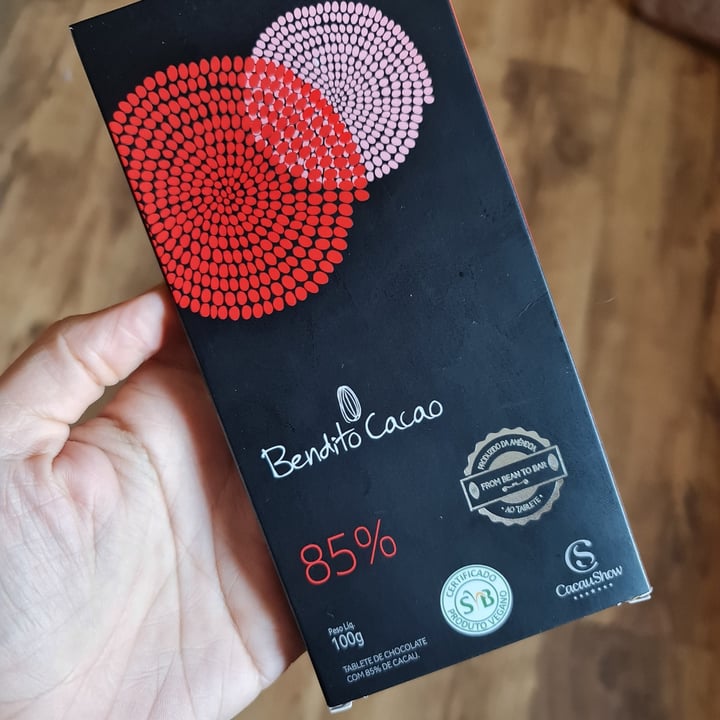 Bendito Cacao
PRODUZIDO DA AMÊNDOA
FROM BEAN TO BAR
AO TABLETE
85%
CS
CacauShow
CERTIFICADO
SVB
PRODUTO VEGANO
Peso Líq.
100g
TABLETE DE CHOCOLATE
COM 85% DE CACAU.